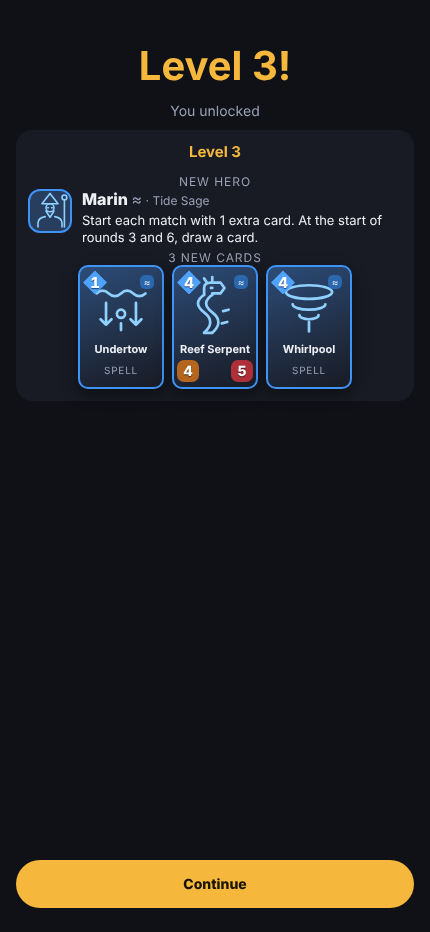 Level 3!
You unlocked
Level 3
NEW HERO
Marin ≈ · Tide Sage
Start each match with 1 extra card. At the start of
rounds 3 and 6, draw a card.
3 NEW CARDS
1 ≈
Undertow
SPELL
4 ≈
Reef Serpent
4 5
4 ≈
Whirlpool
SPELL
Continue